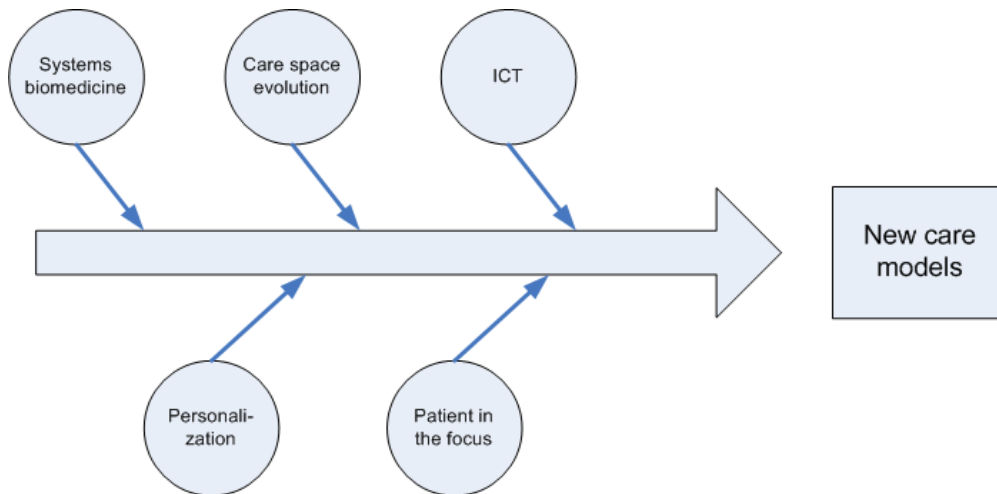 Systems
biomedicine
Care space
evolution
ICT
New care
models
Personali-
zation
Patient in
the focus